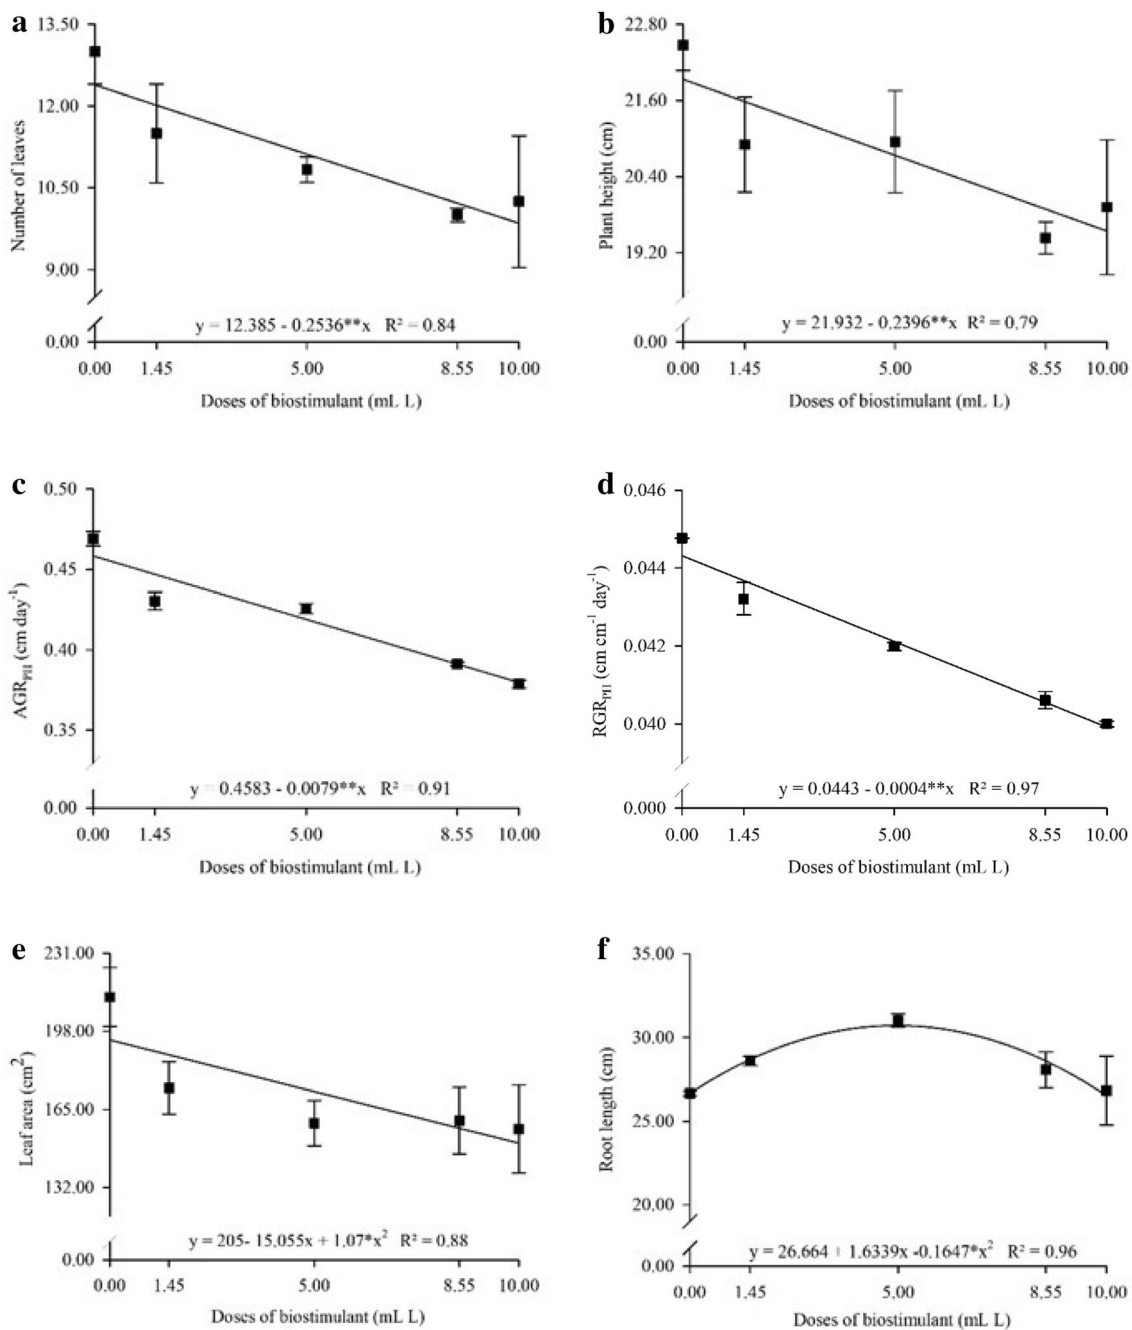 a
13.50
12.00
10.50
9.00
0.00
Number of leaves
y = 12.385 - 0.2536**x R² = 0.84
0.00 1.45 5.00 8.55 10.00
Doses of biostimulant (mL L)
b
22.80
21.60
20.40
19.20
0.00
Plant height (cm)
y = 21.932 - 0.2396**x R² = 0.79
0.00 1.45 5.00 8.55 10.00
Doses of biostimulant (mL L)
c
0.50
0.45
0.40
0.35
0.00
AGR_PH (cm day⁻¹)
y = 0.4583 - 0.0079**x R² = 0.91
0.00 1.45 5.00 8.55 10.00
Doses of biostimulant (mL L)
d
0.046
0.044
0.042
0.040
0.000
RGR_PH (cm cm⁻¹ day⁻¹)
y = 0.0443 - 0.0004**x R² = 0.97
0.00 1.45 5.00 8.55 10.00
Doses of biostimulant (mL L)
e
231.00
198.00
165.00
132.00
0.00
Leaf area (cm²)
y = 205- 15,055x + 1,07*x² R² = 0,88
0.00 1.45 5.00 8.55 10.00
Doses of biostimulant (mL L)
f
35.00
30.00
25.00
20.00
0.00
Root length (cm)
y = 26.664 + 1.6339x -0.1647*x² R² = 0.96
0.00 1.45 5.00 8.55 10.00
Doses of biostimulant (mL L)